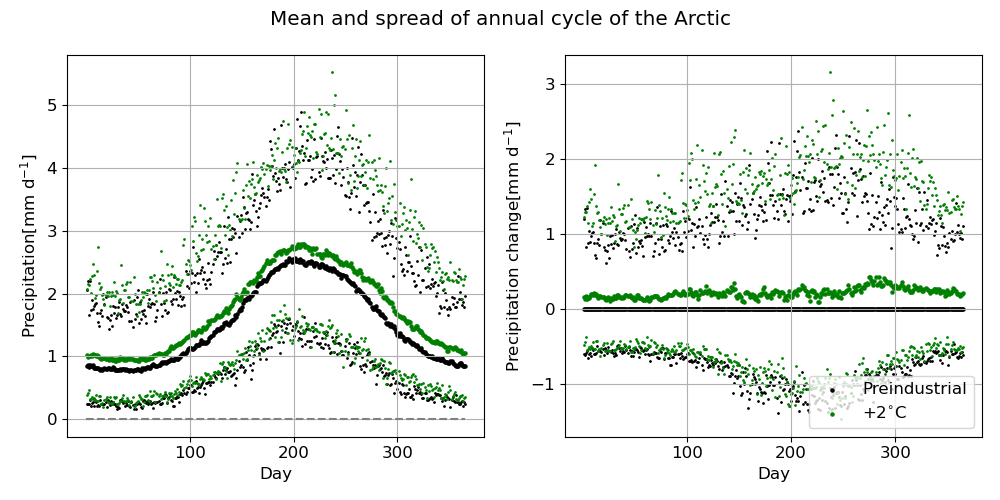 Mean and spread of annual cycle of the Arctic
Precipitation[mm d⁻¹]
5
4
3
2
1
0
100
200
300
Day
Precipitation change[mm d⁻¹]
3
2
1
0
−1
100
200
300
Day
Preindustrial
+2°C